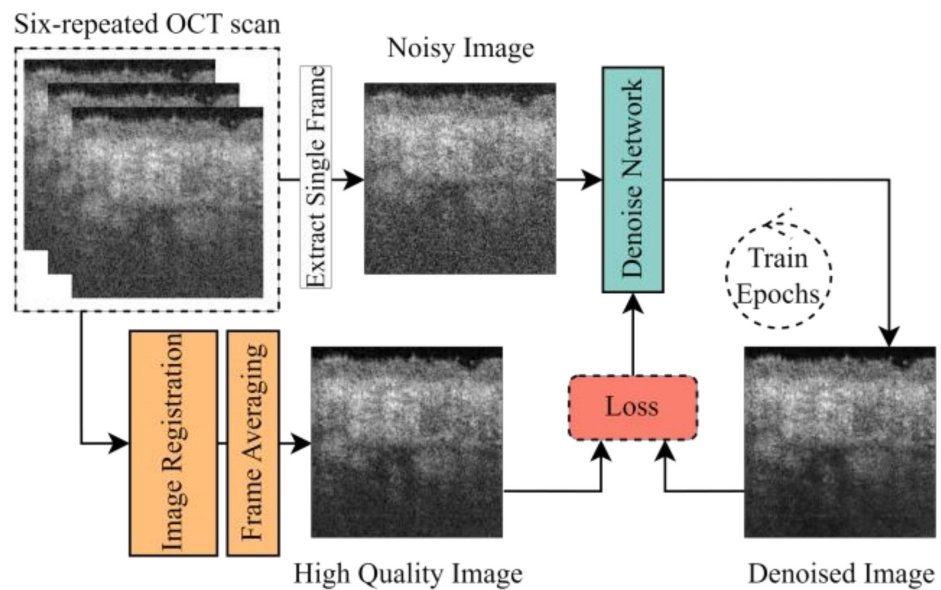 Six-repeated OCT scan
Noisy Image
Extract Single Frame
Denoise Network
Train
Epochs
Image Registration
Frame Averaging
Loss
High Quality Image
Denoised Image